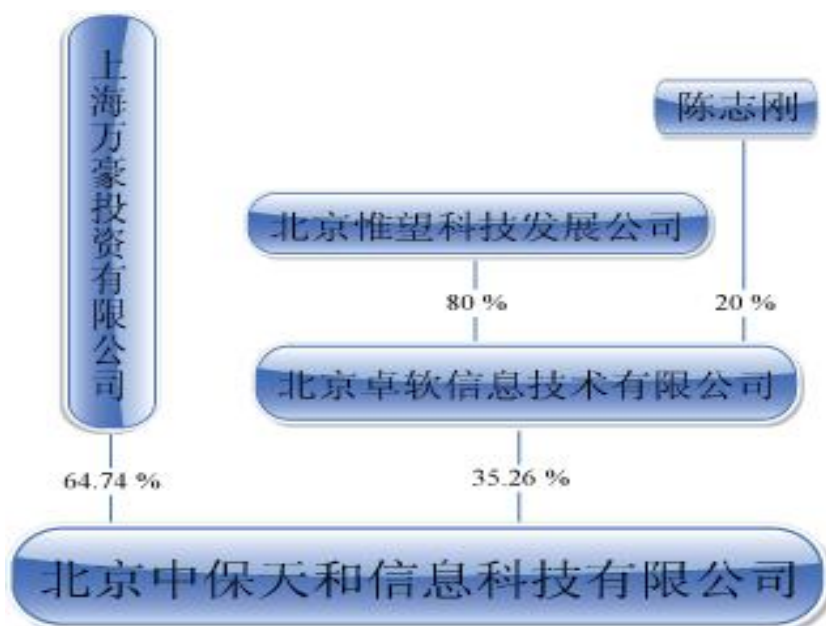 上海万豪投资有限公司
陈志刚
北京惟望科技发展公司
80 %
20 %
北京卓软信息技术有限公司
64.74 %
35.26 %
北京中保天和信息科技有限公司